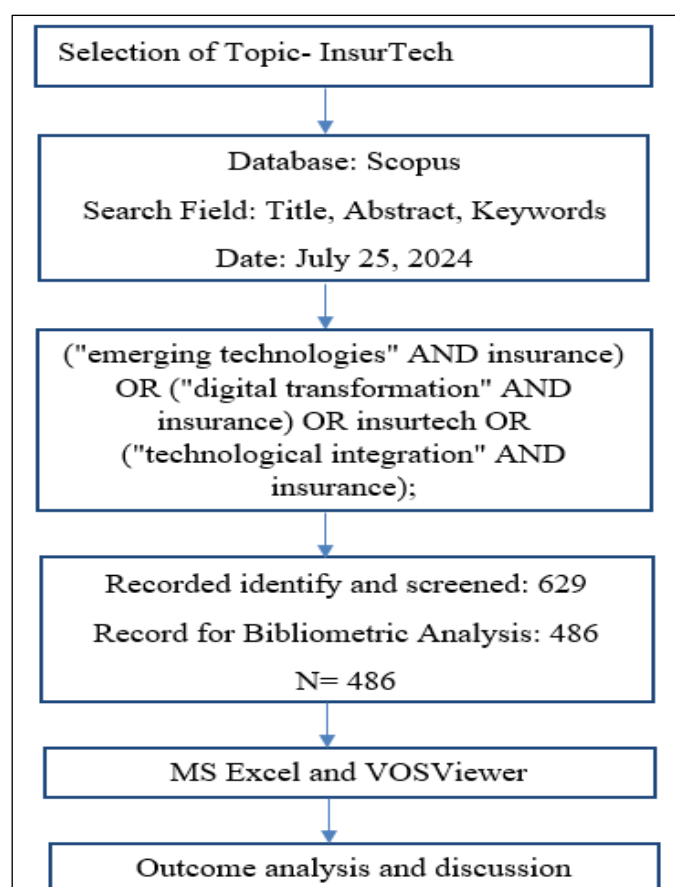 Selection of Topic- InsurTech
Database: Scopus
Search Field: Title, Abstract, Keywords
Date: July 25, 2024
("emerging technologies" AND insurance)
OR ("digital transformation" AND
insurance) OR insurtech OR
("technological integration" AND
insurance);
Recorded identify and screened: 629
Record for Bibliometric Analysis: 486
N= 486
MS Excel and VOSViewer
Outcome analysis and discussion